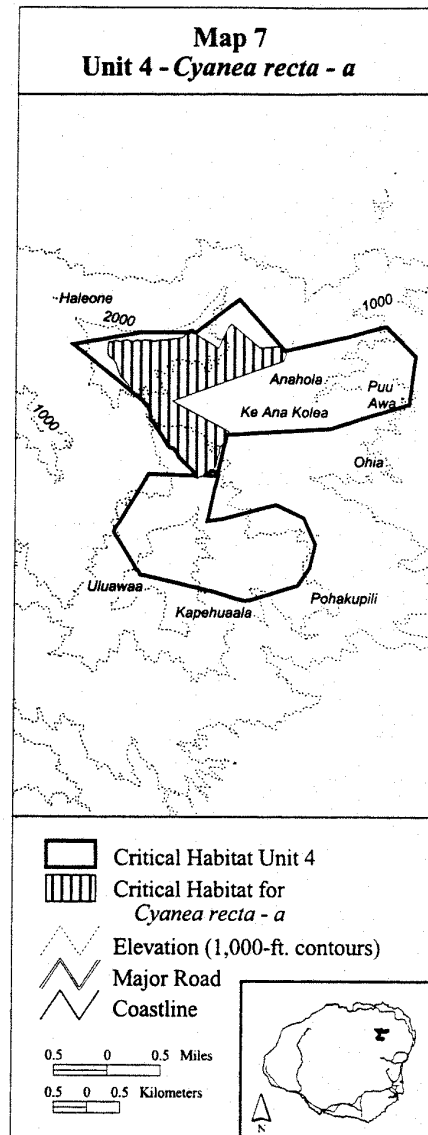 Map 7
Unit 4 - Cyanea recta - a
Haleone
2000
1000
Anahola
Puu
Awa
Ke Ana Kolea
1000
Ohia
Uluawaa
Kapehuaala
Pohakupili
Critical Habitat Unit 4
Critical Habitat for
Cyanea recta - a
Elevation (1,000-ft. contours)
Major Road
Coastline
0.5 0 0.5 Miles
0.5 0 0.5 Kilometers
N